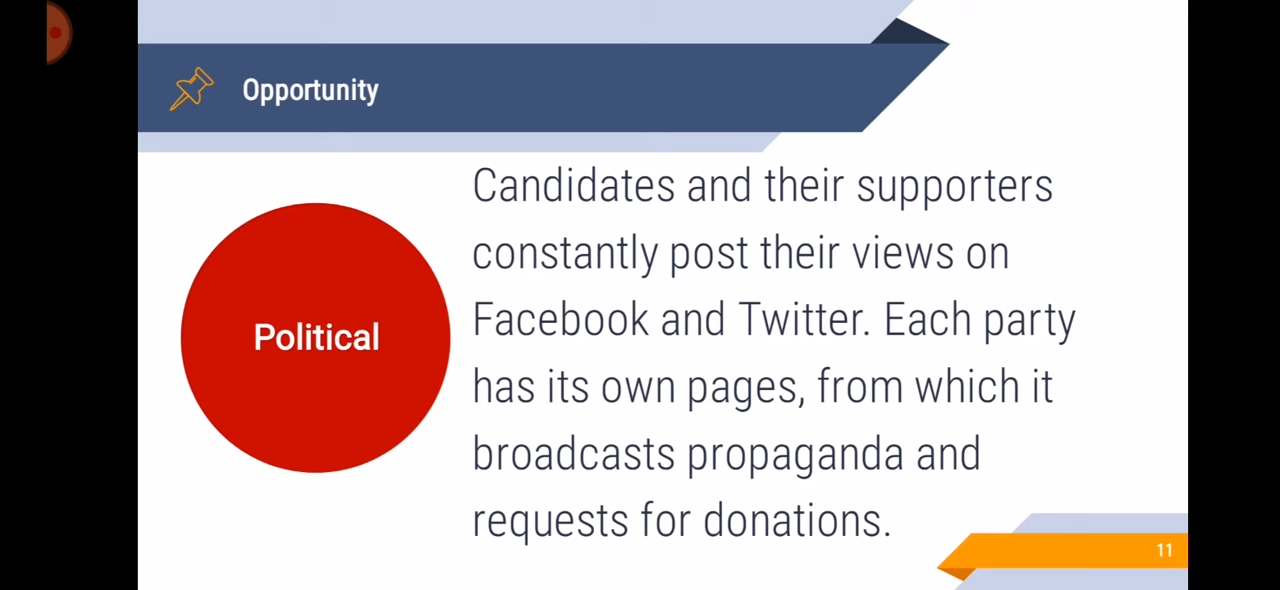 Opportunity
Political
Candidates and their supporters
constantly post their views on
Facebook and Twitter. Each party
has its own pages, from which it
broadcasts propaganda and
requests for donations.
11